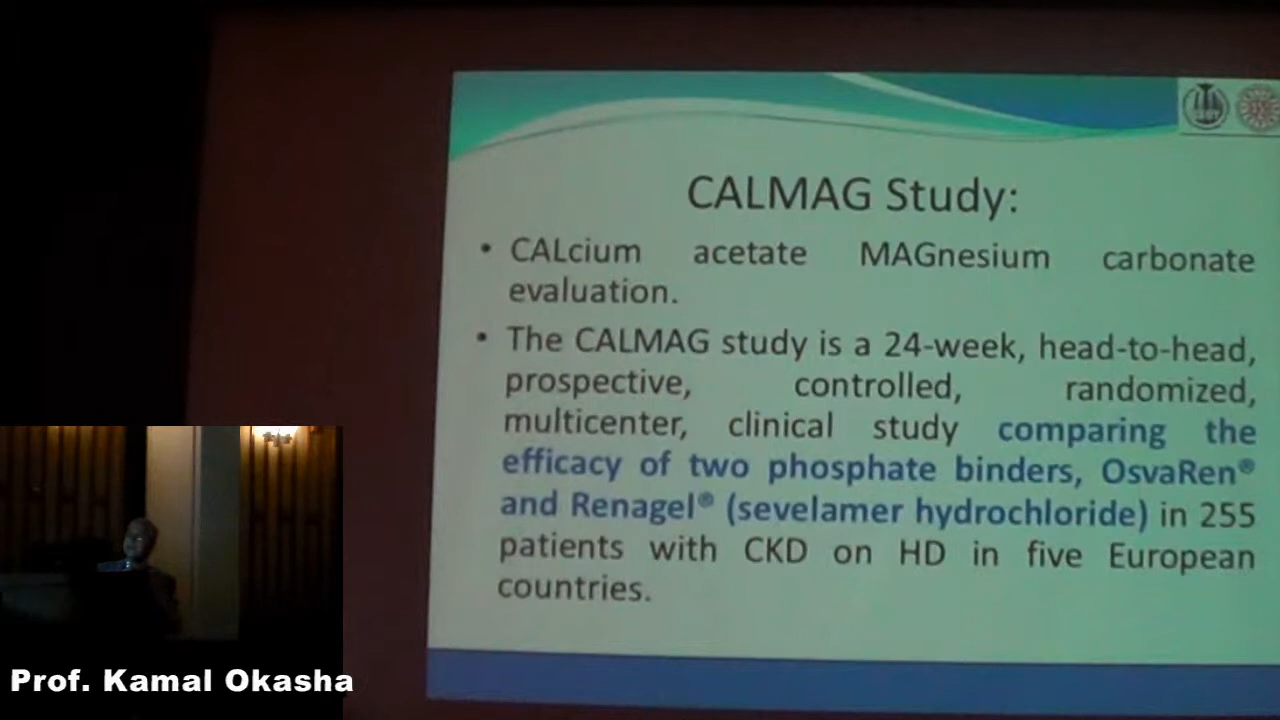 CALMAG Study:
• CALcium acetate MAGnesium carbonate
evaluation.
• The CALMAG study is a 24-week, head-to-head,
prospective, controlled, randomized,
multicenter, clinical study comparing the
efficacy of two phosphate binders, OsvaRen®
and Renagel® (sevelamer hydrochloride) in 255
patients with CKD on HD in five European
countries.
Prof. Kamal Okasha